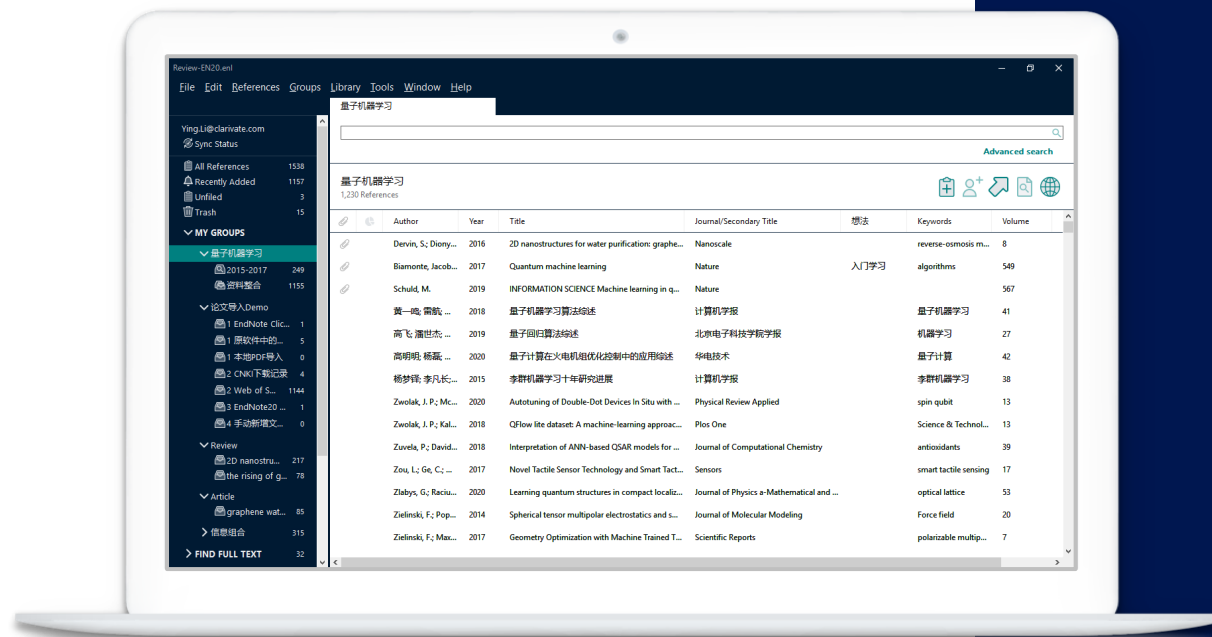 Review-EN20.enl
File Edit References Groups Library Tools Window Help
量子机器学习
Ying.Li@clarivate.com
Sync Status
Advanced search
All References 1538
Recently Added 1157
Unfiled 3
Trash 15
MY GROUPS
量子机器学习
2015-2017 249
资料整合 1155
论文导入Demo
1 EndNote Clic... 1
1 原软件中的... 5
1 本地PDF导入 0
2 CNKI下载记录 4
2 Web of S... 1144
3 EndNote20 ... 1
4 手动新增文... 0
Review
2D nanostru... 217
the rising of g... 78
Article
graphene wat... 85
信息组合 315
FIND FULL TEXT 32
量子机器学习
1,230 References
Author Year Title Journal/Secondary Title 想法 Keywords Volume
Dervin, S.; Diony... 2016 2D nanostructures for water purification: graphe... Nanoscale reverse-osmosis m... 8
Biamonte, Jacob... 2017 Quantum machine learning Nature 入门学习 algorithms 549
Schuld, M. 2019 INFORMATION SCIENCE Machine learning in q... Nature 567
黄一鸣; 雷航; ... 2018 量子机器学习算法综述 计算机学报 量子机器学习 41
高飞; 潘世杰; ... 2019 量子回归算法综述 北京电子科技学院学报 机器学习 27
高明明; 杨磊; ... 2020 量子计算在火电机组优化控制中的应用综述 华电技术 量子计算 42
杨梦铎; 李凡长;... 2015 李群机器学习十年研究进展 计算机学报 李群机器学习 38
Zwolak, J. P.; Mc... 2020 Autotuning of Double-Dot Devices In Situ with ... Physical Review Applied spin qubit 13
Zwolak, J. P.; Kal... 2018 QFlow lite dataset: A machine-learning approac... Plos One Science & Technol... 13
Zuvela, P.; David... 2018 Interpretation of ANN-based QSAR models for ... Journal of Computational Chemistry antioxidants 39
Zou, L.; Ge, C.; ... 2017 Novel Tactile Sensor Technology and Smart Tact... Sensors smart tactile sensing 17
Zlabys, G.; Raciu... 2020 Learning quantum structures in compact localiz... Journal of Physics a-Mathematical and ... optical lattice 53
Zielinski, F.; Pop... 2014 Spherical tensor multipolar electrostatics and s... Journal of Molecular Modeling Force field 20
Zielinski, F.; Max... 2017 Geometry Optimization with Machine Trained T... Scientific Reports polarizable multip... 7